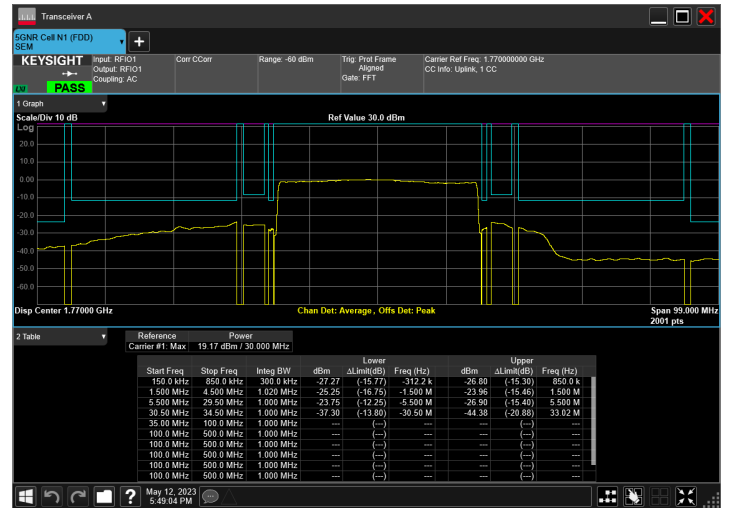 Transceiver A
5GNR Cell N1 (FDD)
SEM
KEYSIGHT
LXI
PASS
Input: RFIO1
Output: RFIO1
Coupling: AC
Corr CCorr
Range: -60 dBm
Trig: Prot Frame
Aligned
Gate: FFT
Carrier Ref Freq: 1.770000000 GHz
CC Info: Uplink, 1 CC
1 Graph
Scale/Div 10 dB
Ref Value 30.0 dBm
Log
20.0
10.0
0.00
-10.0
-20.0
-30.0
-40.0
-50.0
-60.0
Disp Center 1.77000 GHz
Chan Det: Average, Offs Det: Peak
Span 99.000 MHz
2001 pts
2 Table
Reference Power
Carrier #1: Max 19.17 dBm / 30.000 MHz
Lower Upper
Start Freq Stop Freq Integ BW dBm ΔLimit(dB) Freq (Hz) dBm ΔLimit(dB) Freq (Hz)
150.0 kHz 850.0 kHz 300.0 kHz -27.27 (-15.77) -312.2 k -26.80 (-15.30) 850.0 k
1.500 MHz 4.500 MHz 1.020 MHz -25.25 (-16.75) -1.500 M -23.96 (-15.46) 1.500 M
5.500 MHz 29.50 MHz 1.000 MHz -23.75 (-12.25) -5.500 M -26.90 (-15.40) 5.500 M
30.50 MHz 34.50 MHz 1.000 MHz -37.30 (-13.80) -30.50 M -44.38 (-20.88) 33.02 M
35.00 MHz 100.0 MHz 1.000 MHz --- (---) --- --- (---) ---
100.0 MHz 500.0 MHz 1.000 MHz --- (---) --- --- (---) ---
100.0 MHz 500.0 MHz 1.000 MHz --- (---) --- --- (---) ---
100.0 MHz 500.0 MHz 1.000 MHz --- (---) --- --- (---) ---
100.0 MHz 500.0 MHz 1.000 MHz --- (---) --- --- (---) ---
100.0 MHz 500.0 MHz 1.000 MHz --- (---) --- --- (---) ---
?
May 12, 2023
5:49:04 PM